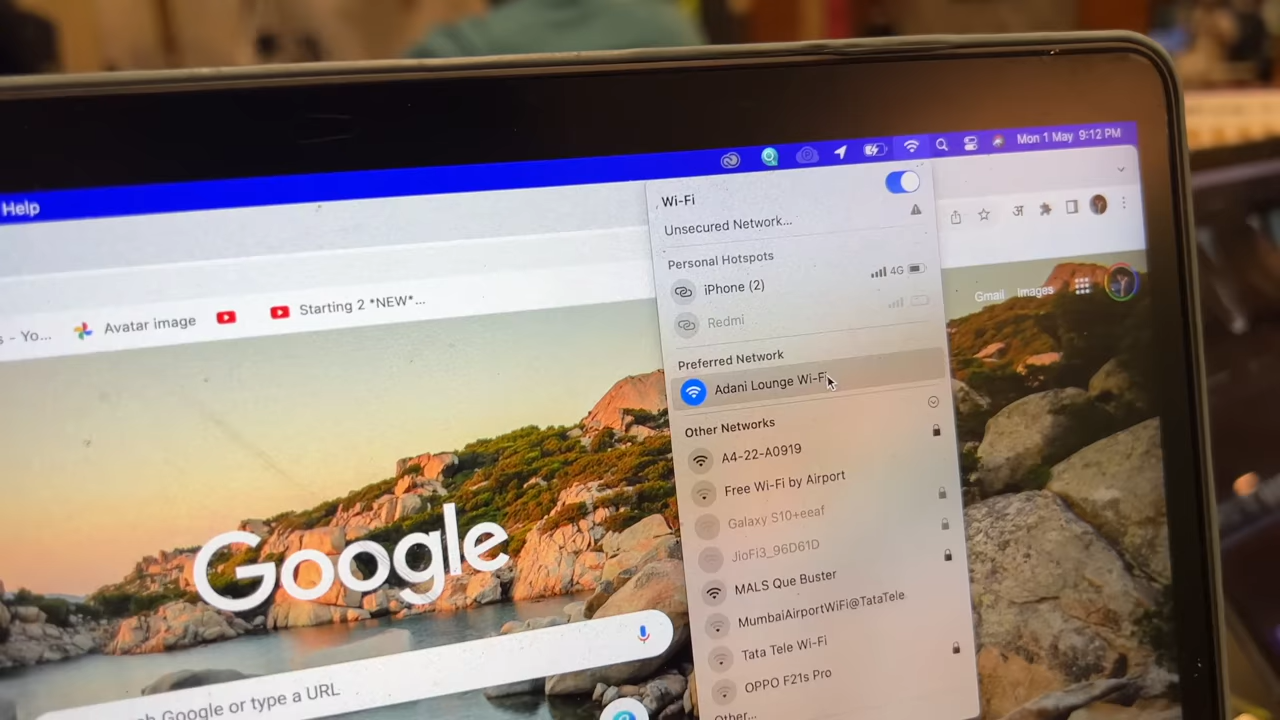 Help
Mon 1 May 9:12 PM
Wi-Fi
Unsecured Network...
Personal Hotspots
iPhone (2)
4G
Redmi
Preferred Network
Adani Lounge Wi-Fi
Other Networks
A4-22-A0919
Free Wi-Fi by Airport
Galaxy S10+eeaf
JioFi3_96D61D
MALS Que Buster
MumbaiAirportWiFi@TataTele
Tata Tele Wi-Fi
OPPO F21s Pro
Other...
अ
s - Yo...
Avatar image
Starting 2 *NEW*...
Gmail
Images
Google
Google or type a URL